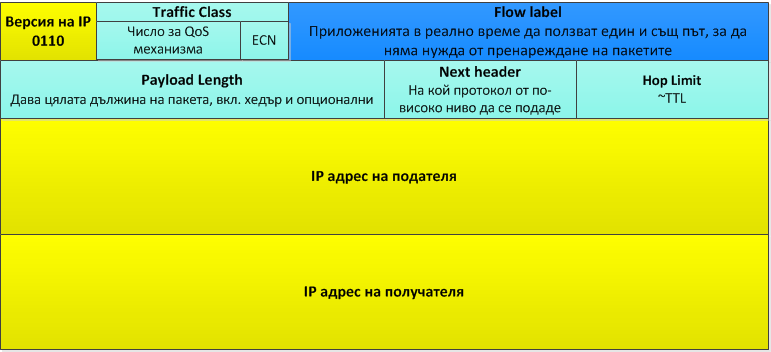 Версия на IP
0110
Traffic Class
Число за QoS
механизма
ECN
Flow label
Приложенията в реално време да ползват един и същ път, за да
няма нужда от пренареждане на пакетите
Payload Length
Дава цялата дължина на пакета, вкл. хедър и опционални
Next header
На кой протокол от по-
високо ниво да се подаде
Hop Limit
~TTL
IP адрес на подателя
IP адрес на получателя